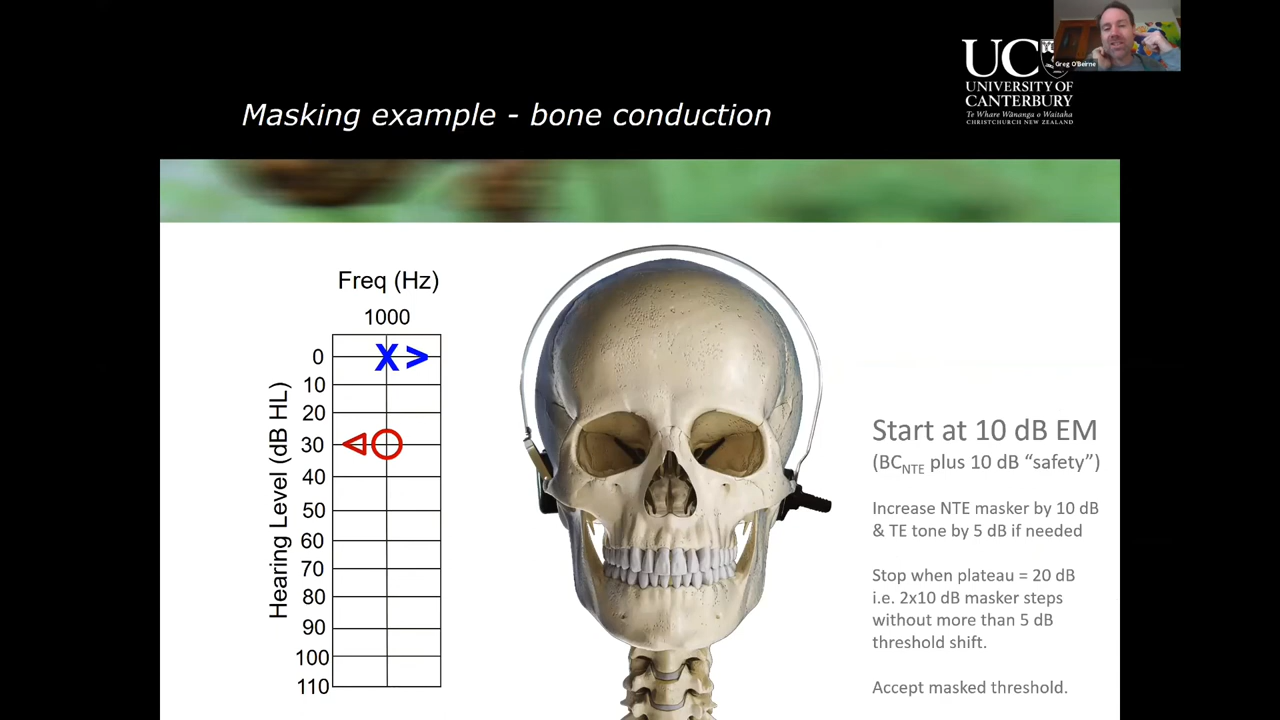 Greg O'Beirne
UC
UNIVERSITY OF
CANTERBURY
Te Whare Wānanga o Waitaha
CHRISTCHURCH NEW ZEALAND
Masking example - bone conduction
Freq (Hz)
1000
Hearing Level (dB HL)
0
10
20
30
40
50
60
70
80
90
100
110
X >
Start at 10 dB EM
(BCNTE plus 10 dB “safety”)
Increase NTE masker by 10 dB
& TE tone by 5 dB if needed
Stop when plateau = 20 dB
i.e. 2x10 dB masker steps
without more than 5 dB
threshold shift.
Accept masked threshold.